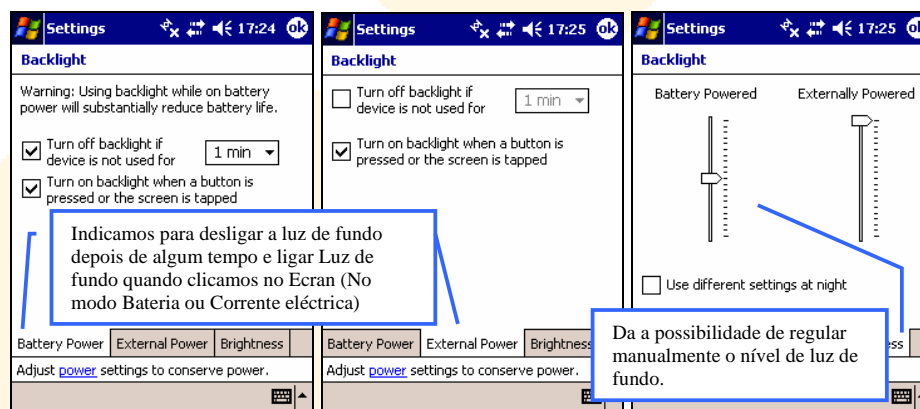 Settings 17:24 ok
Backlight
Warning: Using backlight while on battery
power will substantially reduce battery life.
Turn off backlight if
device is not used for 1 min
Turn on backlight when a button is
pressed or the screen is tapped
Battery Power External Power Brightness
Adjust power settings to conserve power.
Settings 17:25 ok
Backlight
Turn off backlight if
device is not used for 1 min
Turn on backlight when a button is
pressed or the screen is tapped
Battery Power External Power Brightness
Adjust power settings to conserve power.
Settings 17:25 ok
Backlight
Battery Powered Externally Powered
Use different settings at night
Indicamos para desligar a luz de fundo
depois de algum tempo e ligar Luz de
fundo quando clicamos no Ecran (No
modo Bateria ou Corrente eléctrica)
Da a possibilidade de regular
manualmente o nível de luz de
fundo.